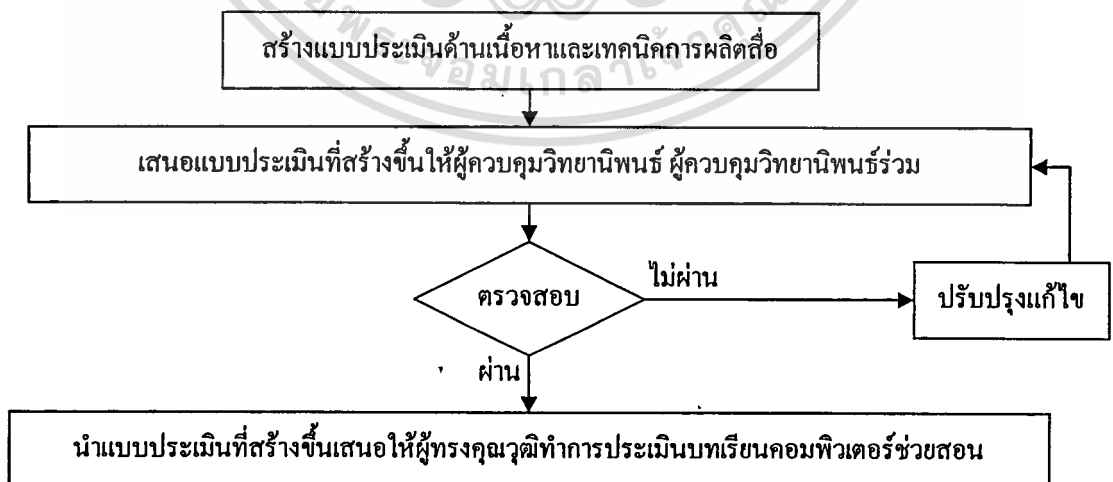 สร้างแบบประเมินด้านเนื้อหาและเทคนิคการผลิตสื่อ
เสนอแบบประเมินที่สร้างขึ้นให้ผู้ควบคุมวิทยานิพนธ์ ผู้ควบคุมวิทยานิพนธ์ร่วม
ตรวจสอบ
ไม่ผ่าน
ปรับปรุงแก้ไข
ผ่าน
นำแบบประเมินที่สร้างขึ้นเสนอให้ผู้ทรงคุณวุฒิทำการประเมินบทเรียนคอมพิวเตอร์ช่วยสอน